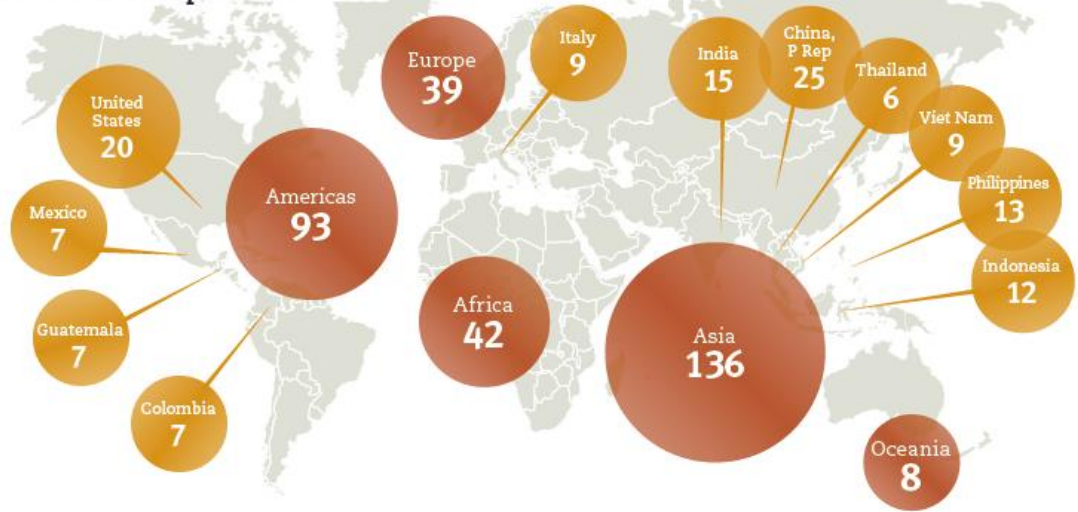 Europe
39
Italy
9
India
15
China,
P Rep
25
Thailand
6
Viet Nam
9
United
States
20
Americas
93
Philippines
13
Mexico
7
Indonesia
12
Africa
42
Guatemala
7
Asia
136
Colombia
7
Oceania
8